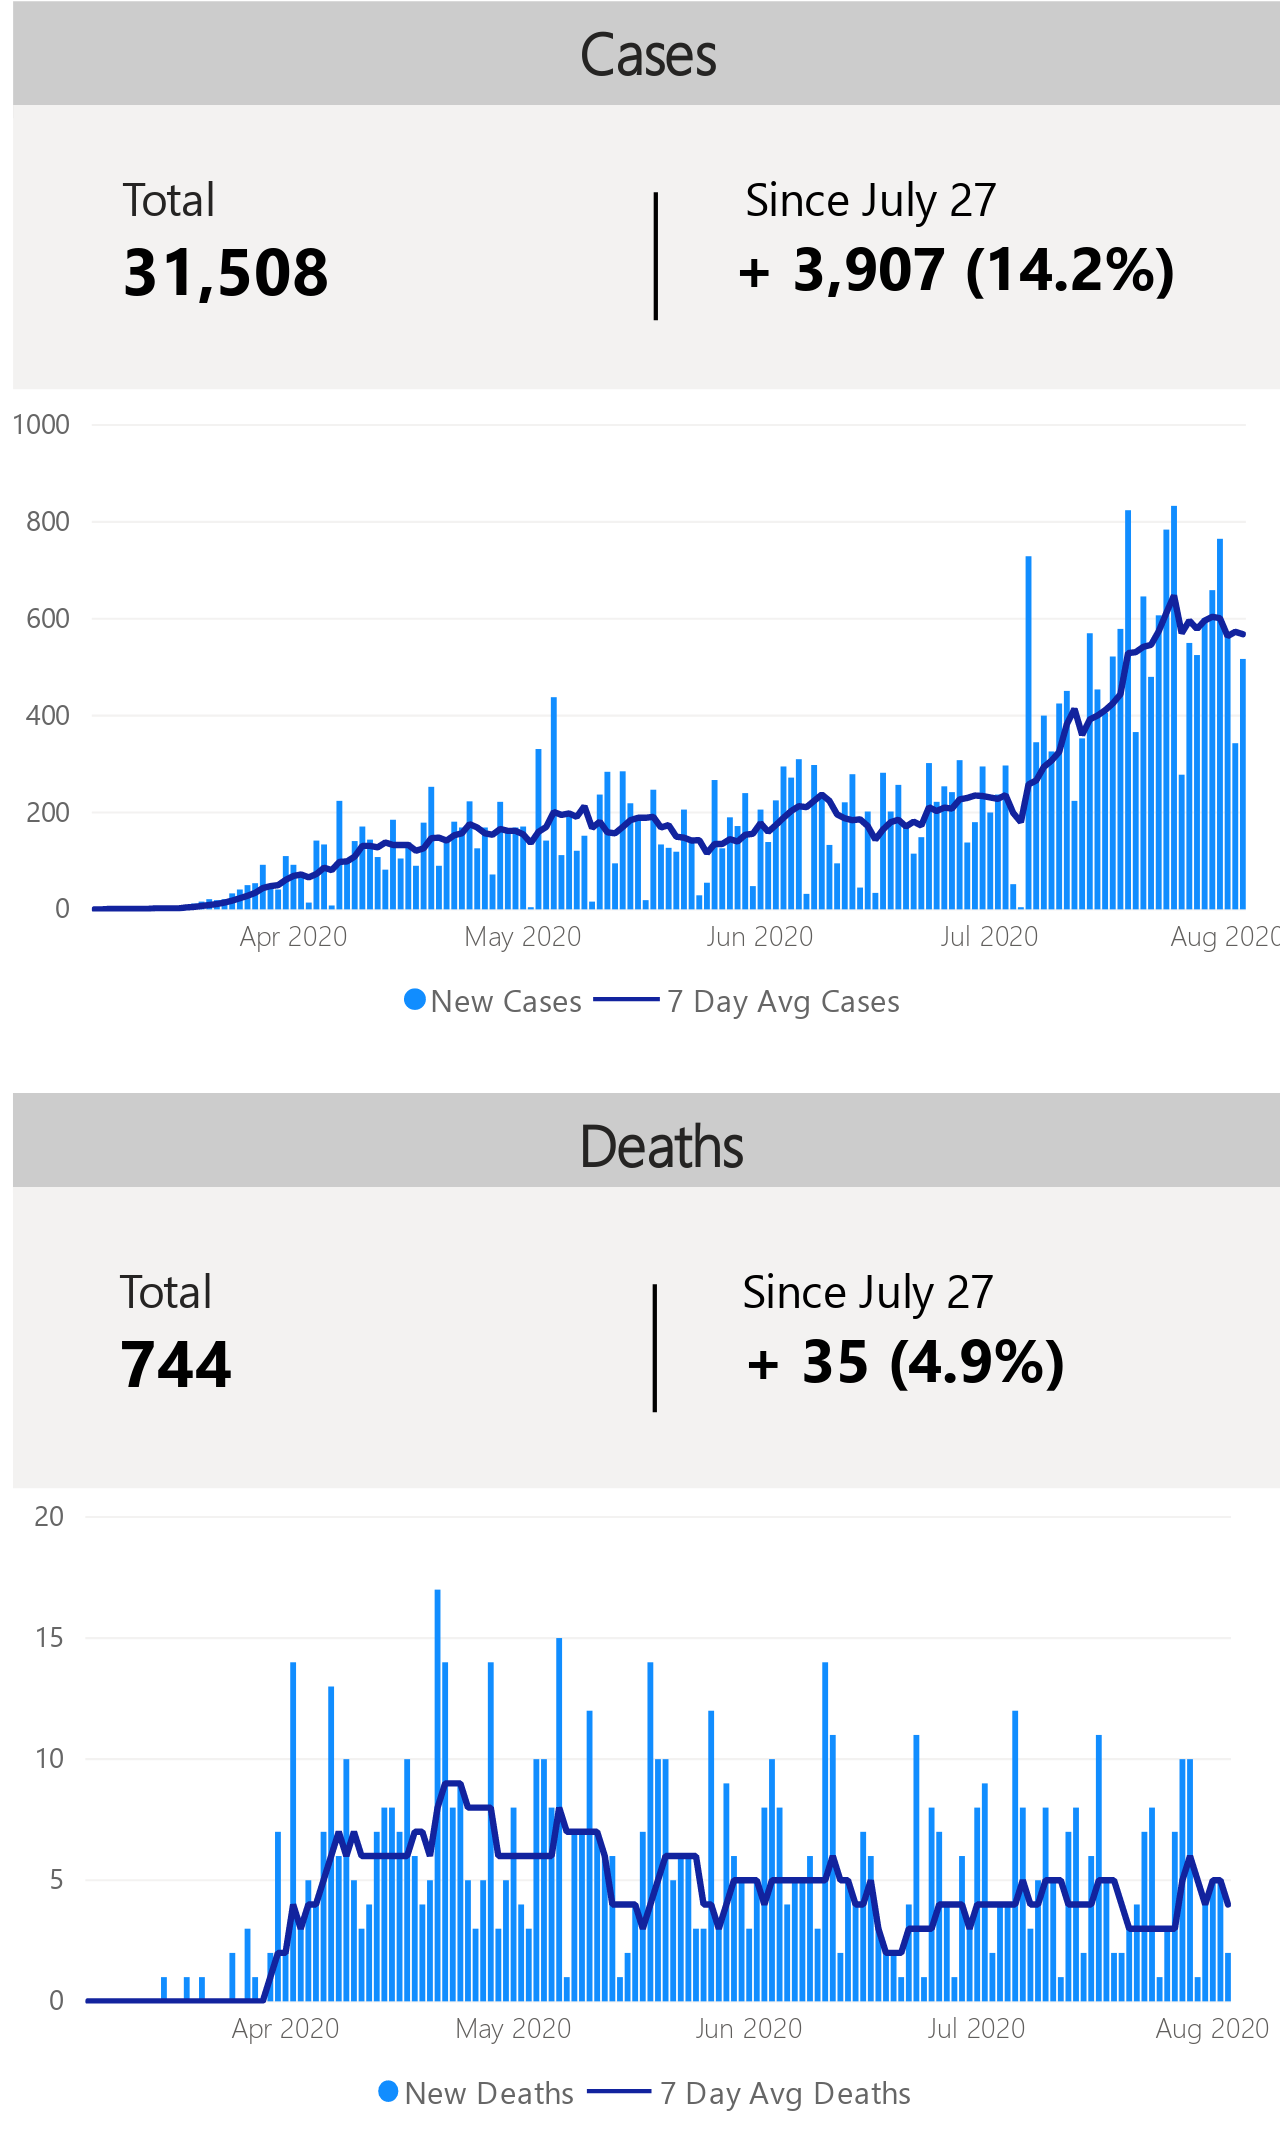 Cases
Total
Since July 27
31,508
+ 3,907 (14.2%)
1000
800
600
400
200
0
Apr 2020 May 2020 Jun 2020 Jul 2020 Aug 2020
New Cases 7 Day Avg Cases
Deaths
Total
Since July 27
744
+ 35 (4.9%)
20
15
10
5
0
Apr 2020 May 2020 Jun 2020 Jul 2020 Aug 2020
New Deaths 7 Day Avg Deaths